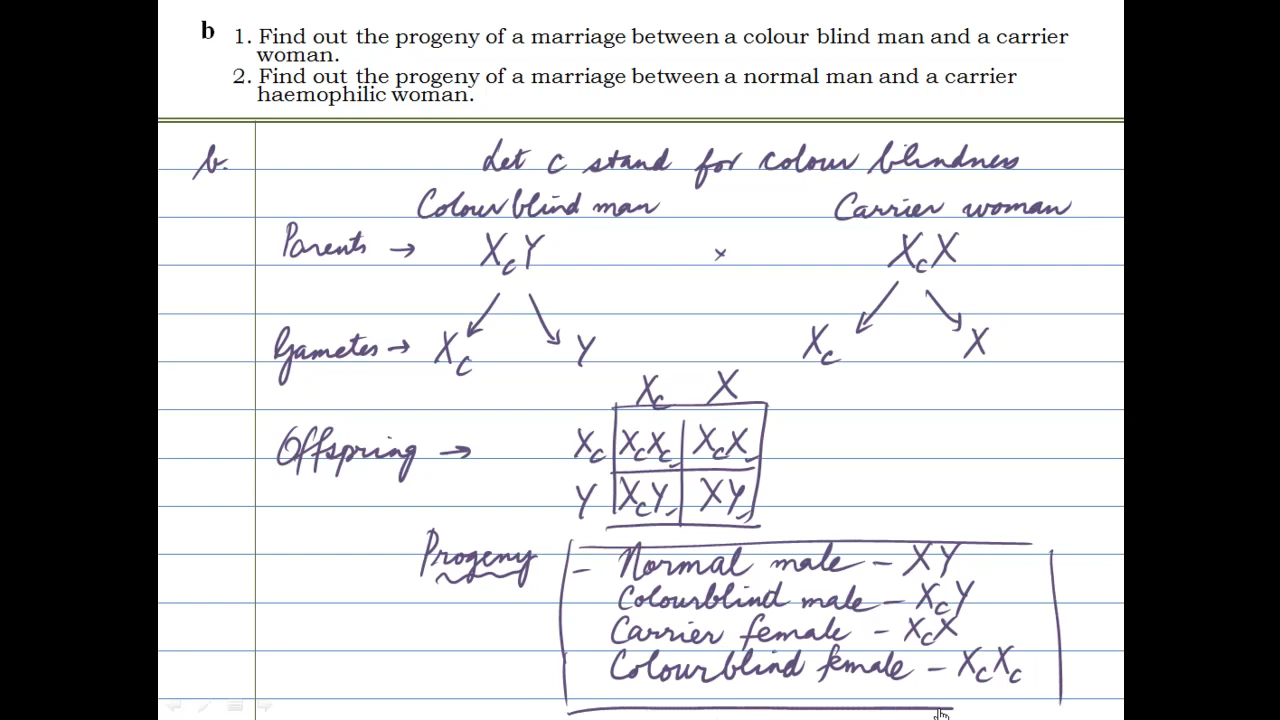 b 1. Find out the progeny of a marriage between a colour blind man and a carrier
woman.
2. Find out the progeny of a marriage between a normal man and a carrier
haemophilic woman.
b. Let c stand for colour blindness
Colourblind man Carrier woman
Parents → XcY × XcX
Gametes → Xc Y Xc X
Xc X
Offspring → Xc XcXc XcX
Y XcY XY
Progeny - Normal male - XY
Colourblind male - XcY
Carrier female - XcX
Colourblind female - XcXc